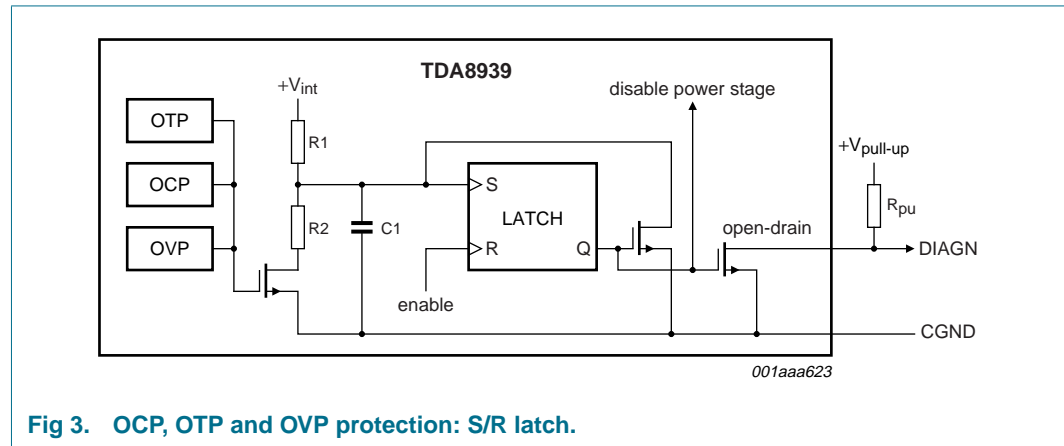 TDA8939
disable power stage
+Vint
OTP
R1
+Vpull-up
OCP
S
Rpu
LATCH
R2
C1
open-drain
OVP
R
Q
DIAGN
enable
CGND
001aaa623
Fig 3. OCP, OTP and OVP protection: S/R latch.